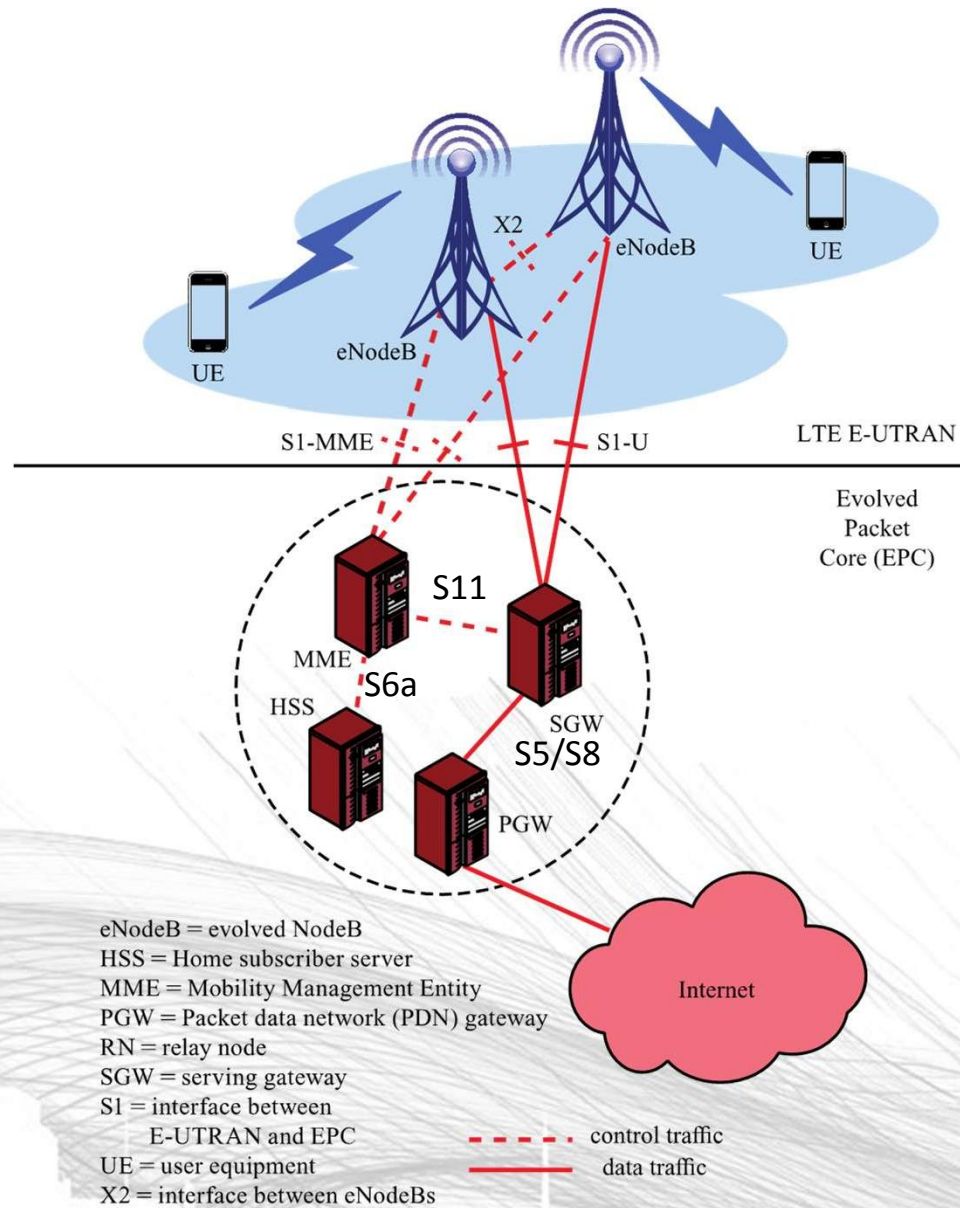 X2
eNodeB
UE
eNodeB
UE
S1-MME
S1-U
LTE E-UTRAN
Evolved
Packet
Core (EPC)
S11
MME
S6a
HSS
SGW
S5/S8
PGW
Internet
eNodeB = evolved NodeB
HSS = Home subscriber server
MME = Mobility Management Entity
PGW = Packet data network (PDN) gateway
RN = relay node
SGW = serving gateway
S1 = interface between
E-UTRAN and EPC
UE = user equipment
X2 = interface between eNodeBs
control traffic
data traffic